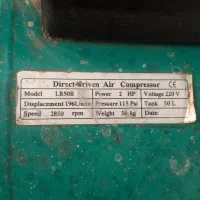 Direct Driven Air Compressor CE
Model LB50B Power 2 HP Voltage 220 V
Displacement 196L/min Pressure 115 Psi Tank 50 L
Speed 2850 rpm Weight 36 kg Date: